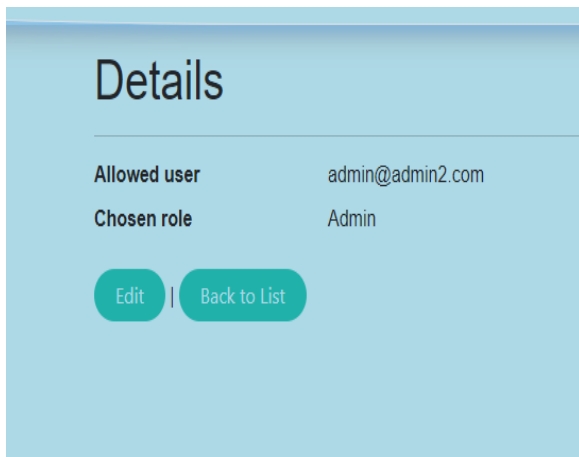 Details
Allowed user admin@admin2.com
Chosen role Admin
Edit | Back to List